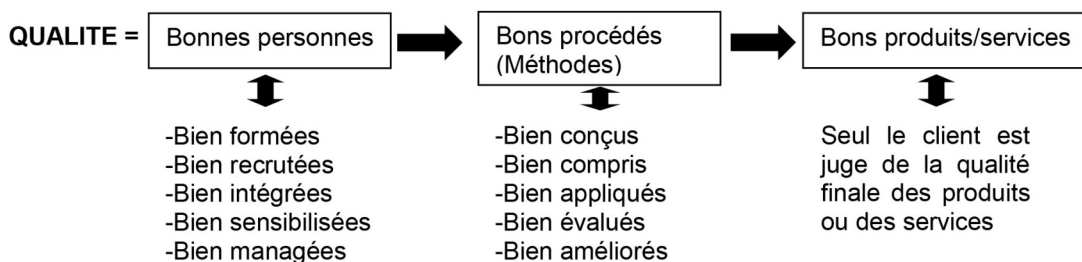 QUALITE =
Bonnes personnes
Bons procédés
(Méthodes)
Bons produits/services
-Bien formées
-Bien recrutées
-Bien intégrées
-Bien sensibilisées
-Bien managées
-Bien conçus
-Bien compris
-Bien appliqués
-Bien évalués
-Bien améliorés
Seul le client est
juge de la qualité
finale des produits
ou des services